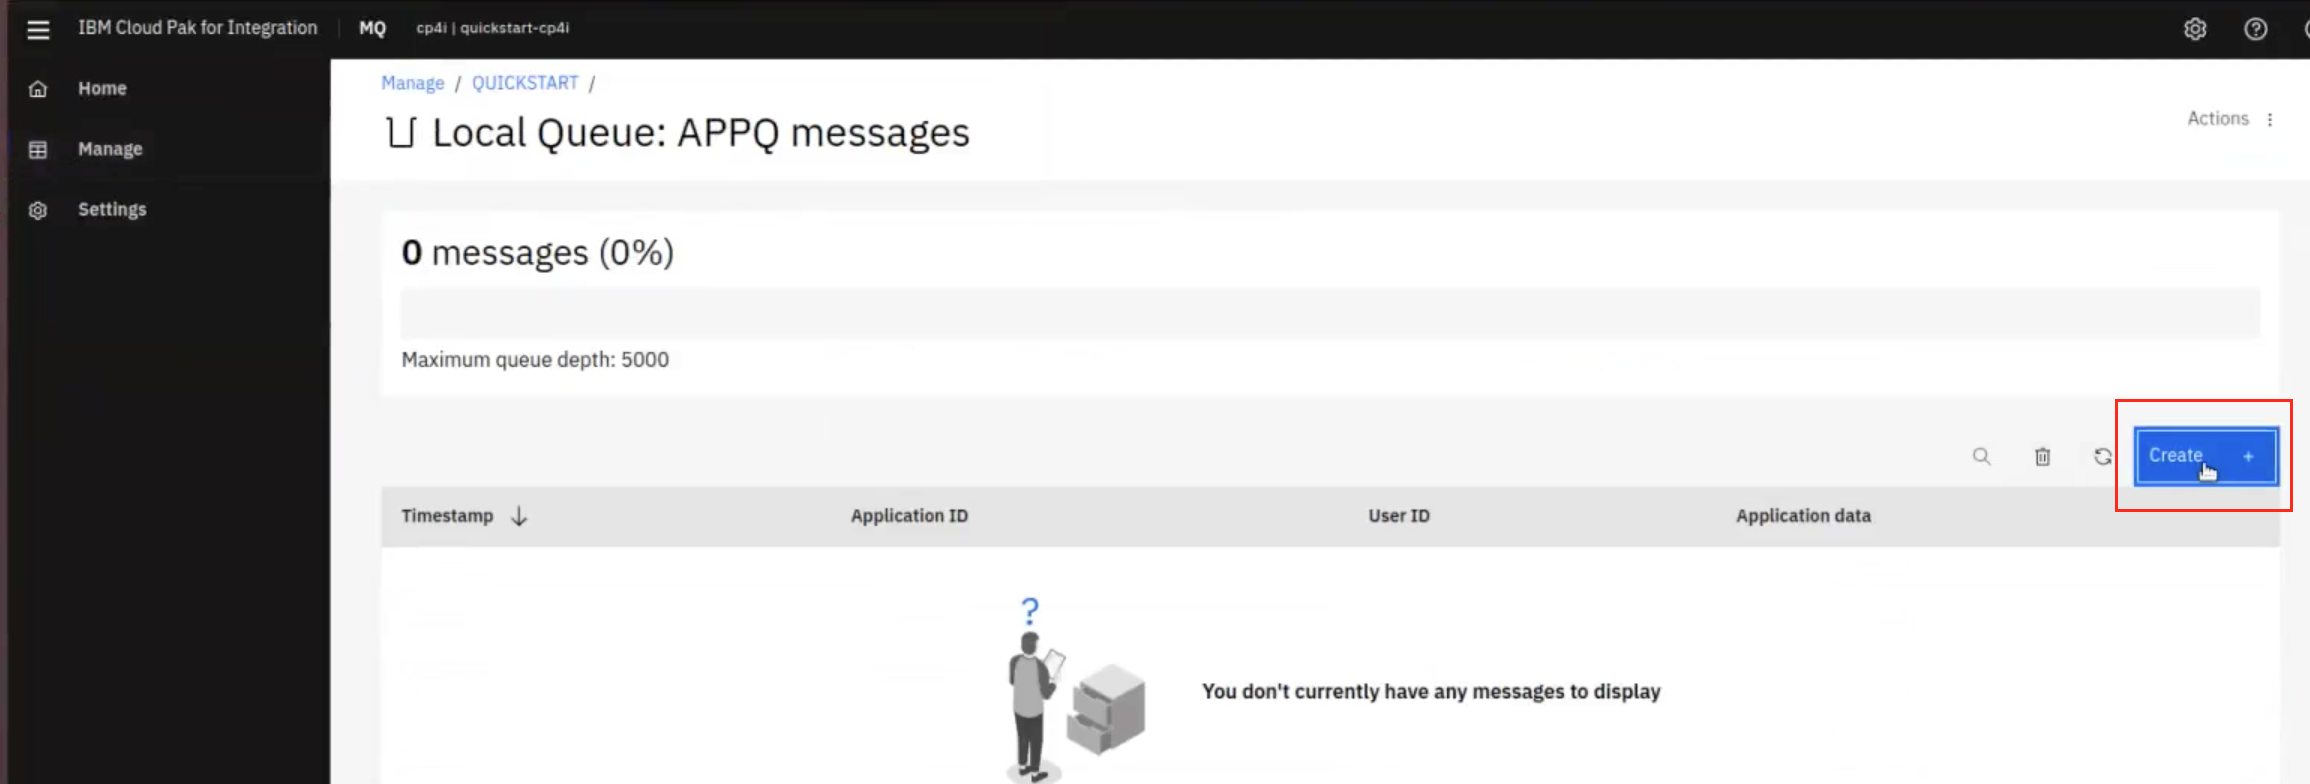 IBM Cloud Pak for Integration | MQ cp4i | quickstart-cp4i
Home
Manage
Settings
Manage / QUICKSTART /
Local Queue: APPQ messages
Actions
0 messages (0%)
Maximum queue depth: 5000
Create +
Timestamp Application ID User ID Application data
?
You don't currently have any messages to display